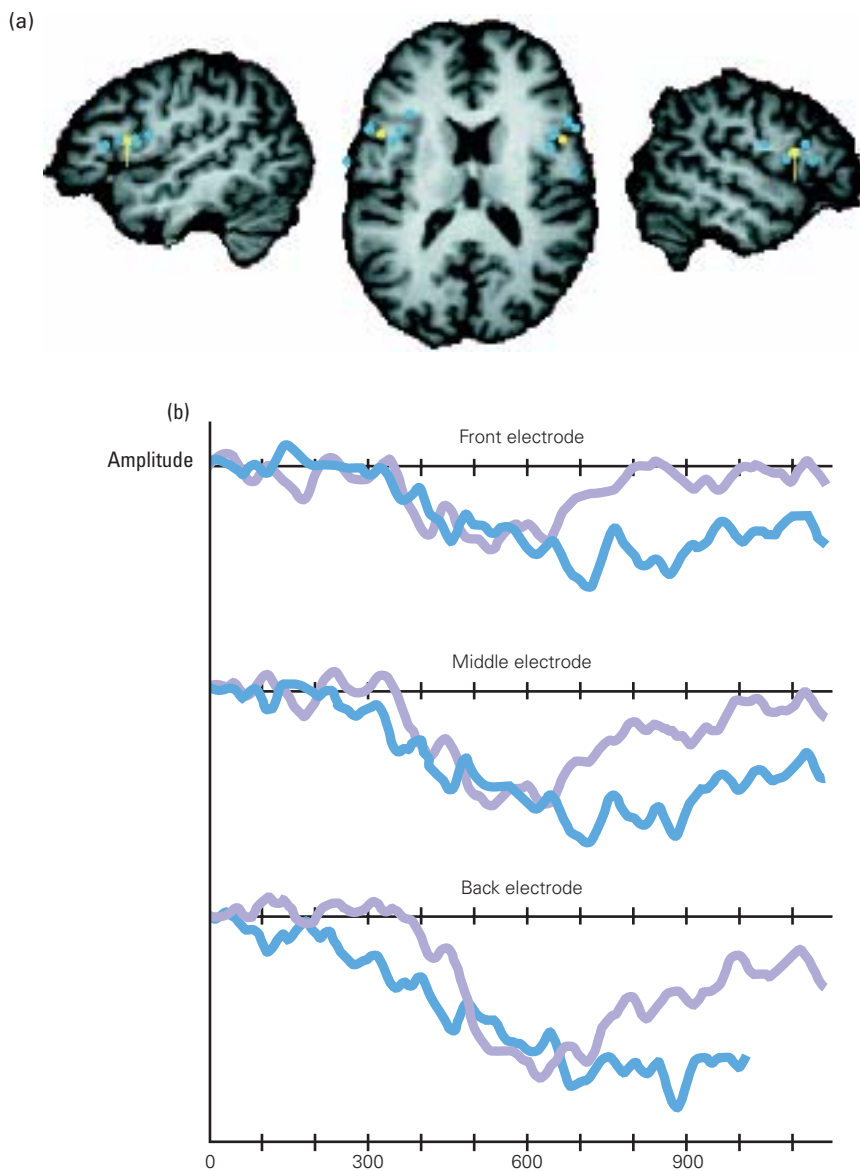 (a)
(b)
Front electrode
Amplitude
Middle electrode
Back electrode
0 300 600 900